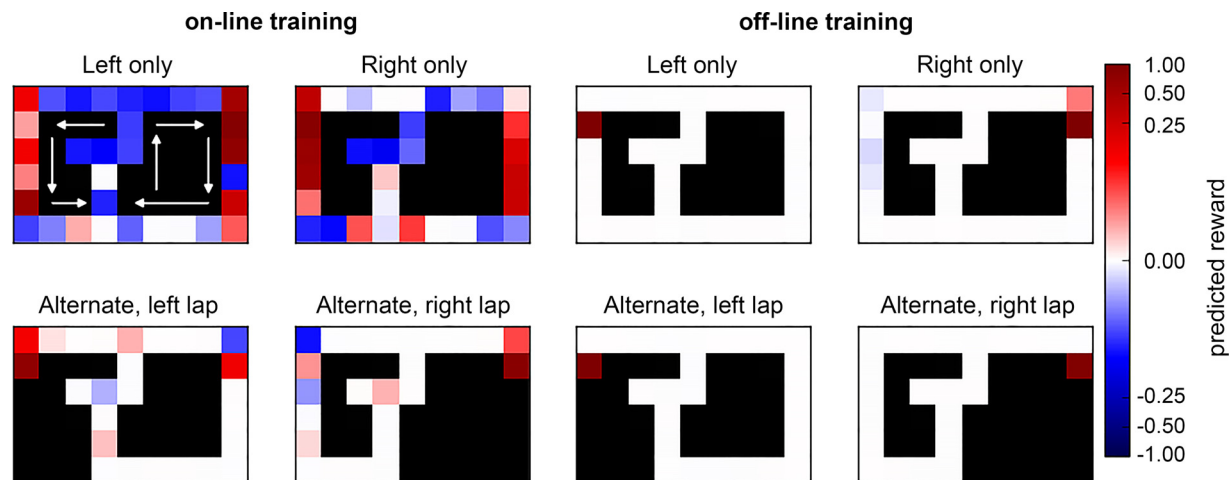 on-line training
off-line training
Left only
Right only
Left only
Right only
Alternate, left lap
Alternate, right lap
Alternate, left lap
Alternate, right lap
1.00
0.50
0.25
0.00
-0.25
-0.50
-1.00
predicted reward